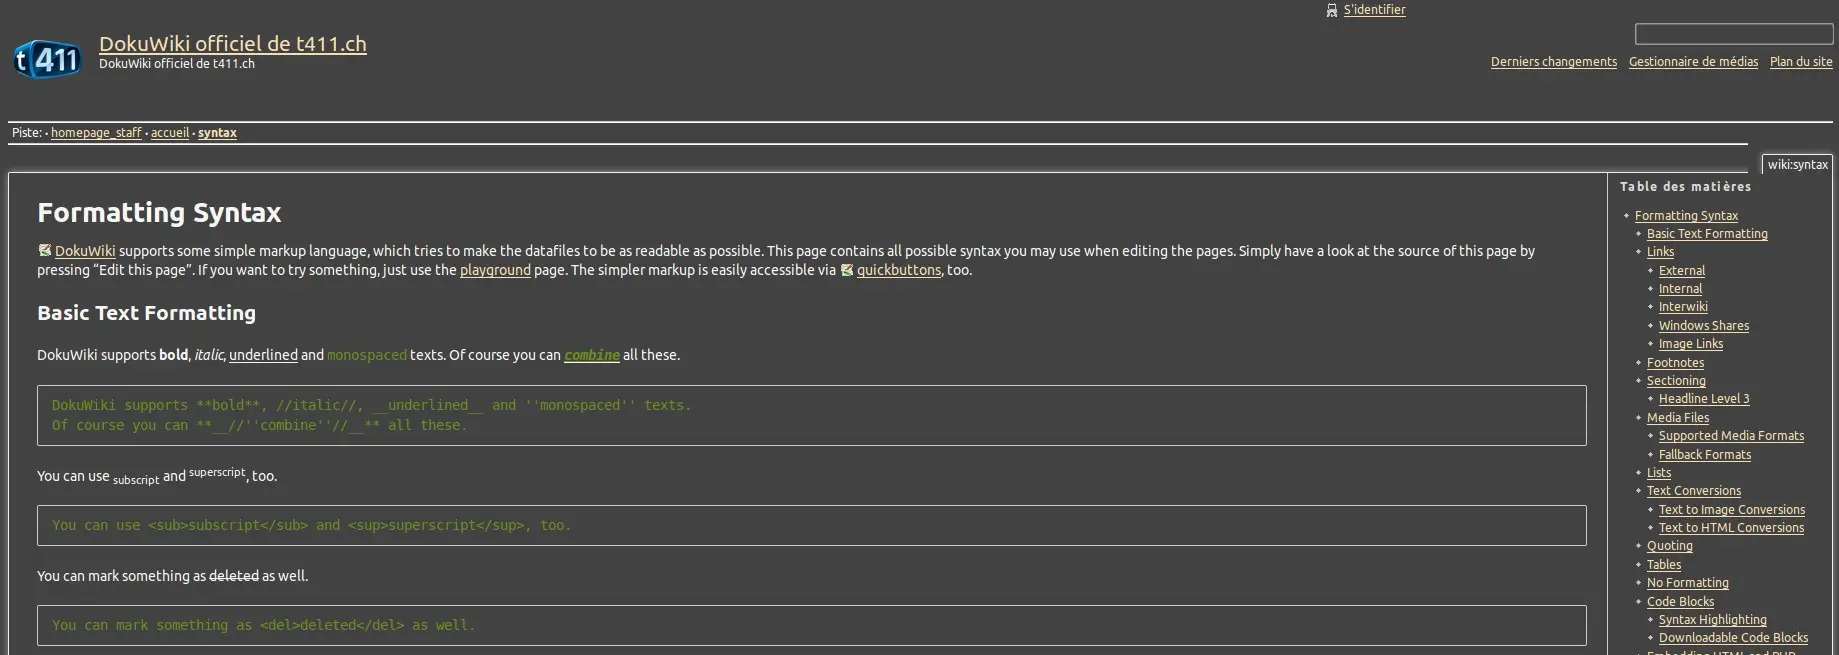 S'identifier
t411
DokuWiki officiel de t411.ch
DokuWiki officiel de t411.ch
Derniers changements Gestionnaire de médias Plan du site
Piste: • homepage_staff • accueil • syntax
wiki:syntax
Formatting Syntax
DokuWiki supports some simple markup language, which tries to make the datafiles to be as readable as possible. This page contains all possible syntax you may use when editing the pages. Simply have a look at the source of this page by
pressing “Edit this page”. If you want to try something, just use the playground page. The simpler markup is easily accessible via quickbuttons, too.
Basic Text Formatting
DokuWiki supports bold, italic, underlined and monospaced texts. Of course you can combine all these.
DokuWiki supports **bold**, //italic//, __underlined__ and ''monospaced'' texts.
Of course you can **__//''combine''//__** all these.
You can use subscript and superscript, too.
You can use <sub>subscript</sub> and <sup>superscript</sup>, too.
You can mark something as deleted as well.
You can mark something as <del>deleted</del> as well.
Table des matières
Formatting Syntax
Basic Text Formatting
Links
External
Internal
Interwiki
Windows Shares
Image Links
Footnotes
Sectioning
Headline Level 3
Media Files
Supported Media Formats
Fallback Formats
Lists
Text Conversions
Text to Image Conversions
Text to HTML Conversions
Quoting
Tables
No Formatting
Code Blocks
Syntax Highlighting
Downloadable Code Blocks
Embedding HTML and PHP